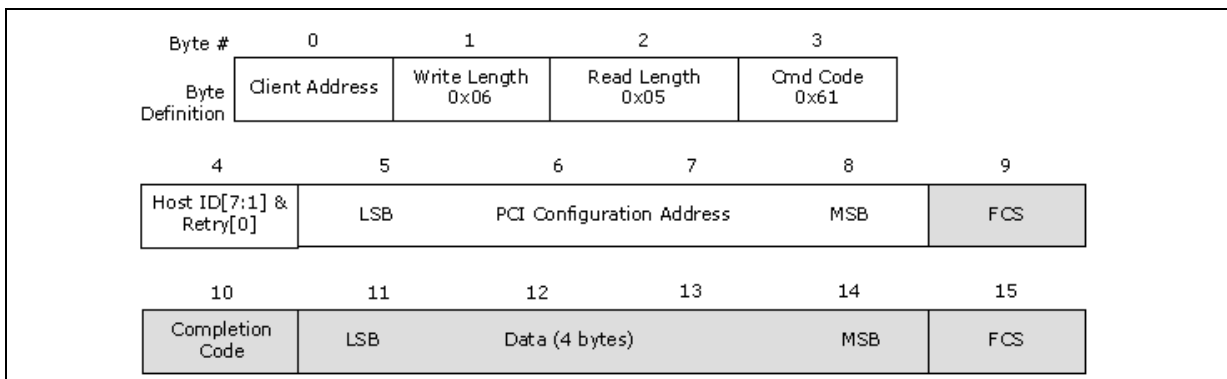 Byte # 0 1 2 3
Byte Definition Client Address Write Length 0x06 Read Length 0x05 Cmd Code 0x61
4 5 6 7 8 9
Host ID[7:1] & Retry[0] LSB PCI Configuration Address MSB FCS
10 11 12 13 14 15
Completion Code LSB Data (4 bytes) MSB FCS